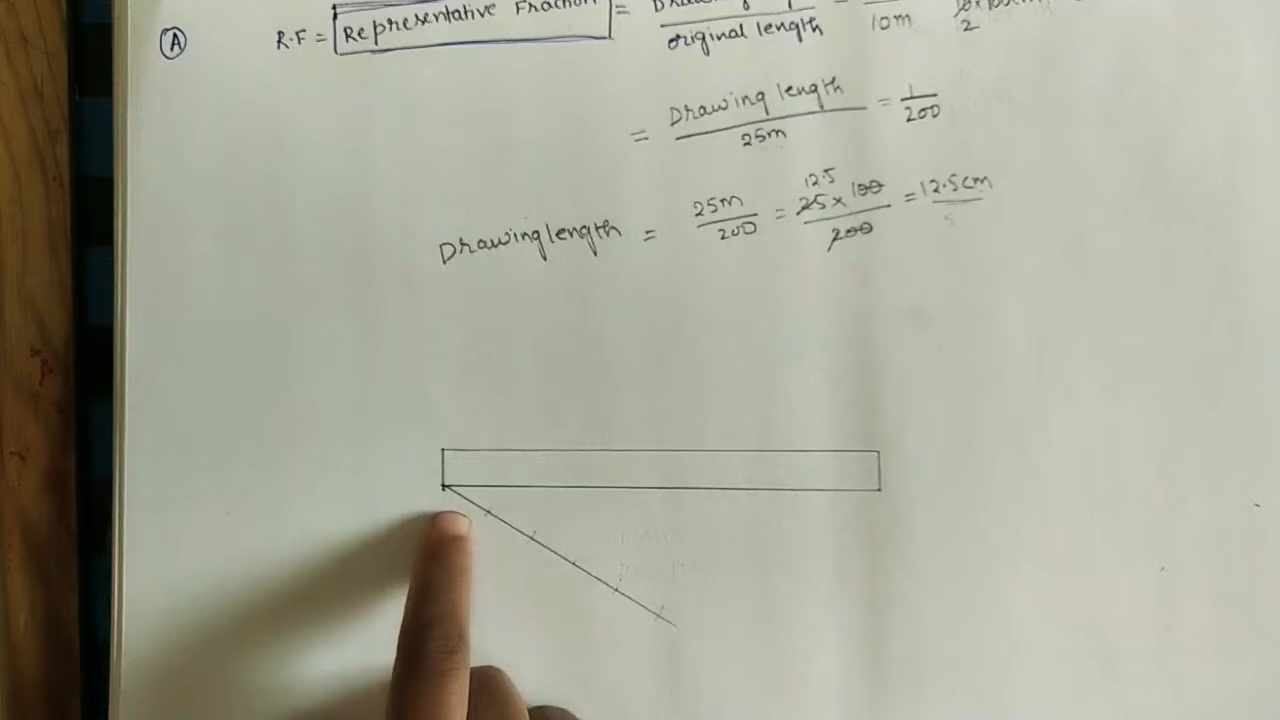 Ⓐ R.F = Representative Fraction = / original length 10m 2
= Drawing length / 25m = 1/200
Drawing length = 25m/200 = 12.5 25 x 100/200 = 12.5cm